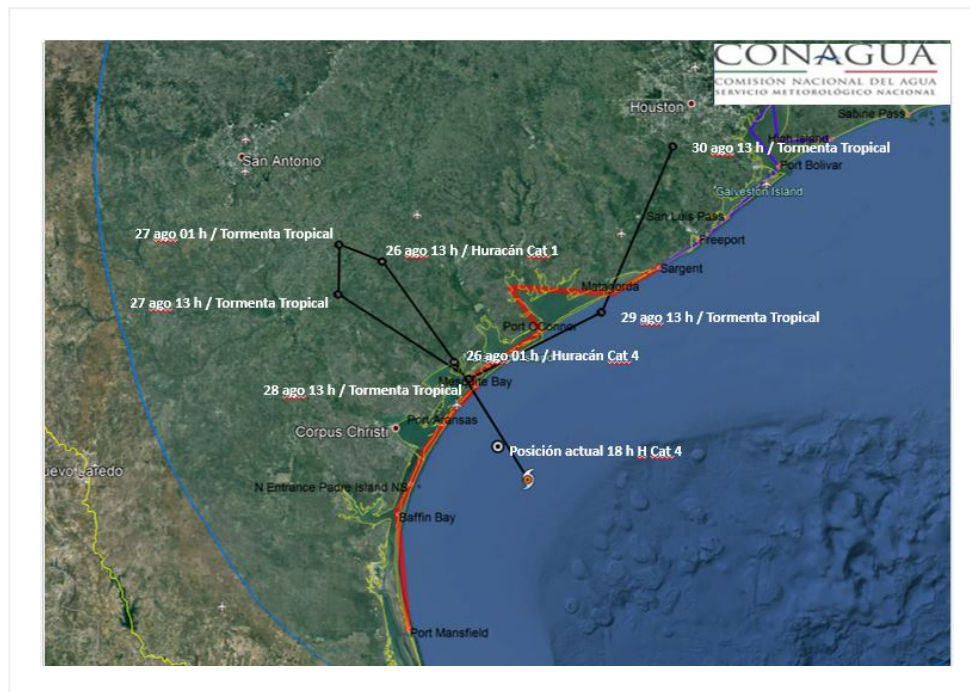 CONAGUA
COMISIÓN NACIONAL DEL AGUA
SERVICIO METEOROLÓGICO NACIONAL
Houston
Sabine Pass
High Island
30 ago 13 h / Tormenta Tropical
San Antonio
Port Bolivar
Galveston Island
San Luis Pass
27 ago 01 h / Tormenta Tropical
Freeport
26 ago 13 h / Huracán Cat 1
Sargent
Matagorda
27 ago 13 h / Tormenta Tropical
29 ago 13 h / Tormenta Tropical
Port OConnor
26 ago 01 h / Huracán Cat 4
Mesquite Bay
28 ago 13 h / Tormenta Tropical
Port Aransas
Corpus Christi
Posición actual 18 h H Cat 4
uevo Laredo
N Entrance Padre Island NS
Baffin Bay
Port Mansfield